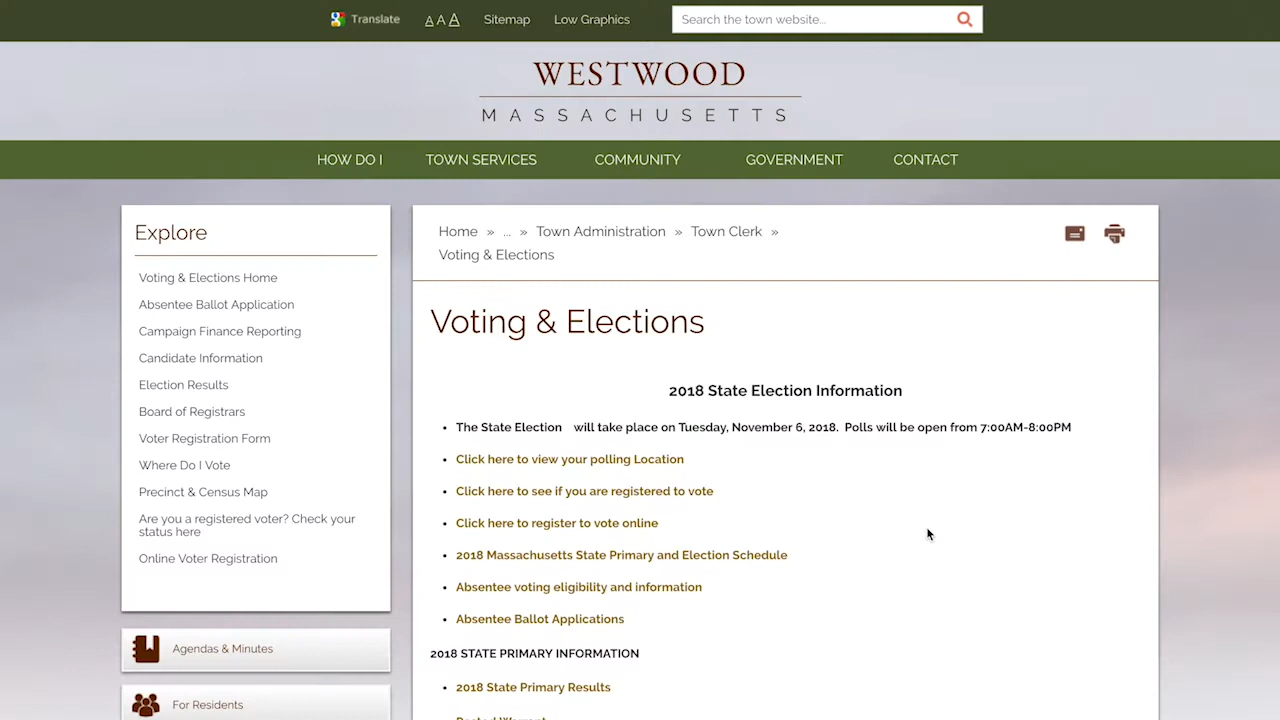 Translate A A A Sitemap Low Graphics Search the town website...
WESTWOOD
MASSACHUSETTS
HOW DO I TOWN SERVICES COMMUNITY GOVERNMENT CONTACT
Explore
Voting & Elections Home
Absentee Ballot Application
Campaign Finance Reporting
Candidate Information
Election Results
Board of Registrars
Voter Registration Form
Where Do I Vote
Precinct & Census Map
Are you a registered voter? Check your
status here
Online Voter Registration
Agendas & Minutes
For Residents
Home » ... » Town Administration » Town Clerk »
Voting & Elections
Voting & Elections
2018 State Election Information
• The State Election will take place on Tuesday, November 6, 2018. Polls will be open from 7:00AM-8:00PM
• Click here to view your polling Location
• Click here to see if you are registered to vote
• Click here to register to vote online
• 2018 Massachusetts State Primary and Election Schedule
• Absentee voting eligibility and information
• Absentee Ballot Applications
2018 STATE PRIMARY INFORMATION
• 2018 State Primary Results